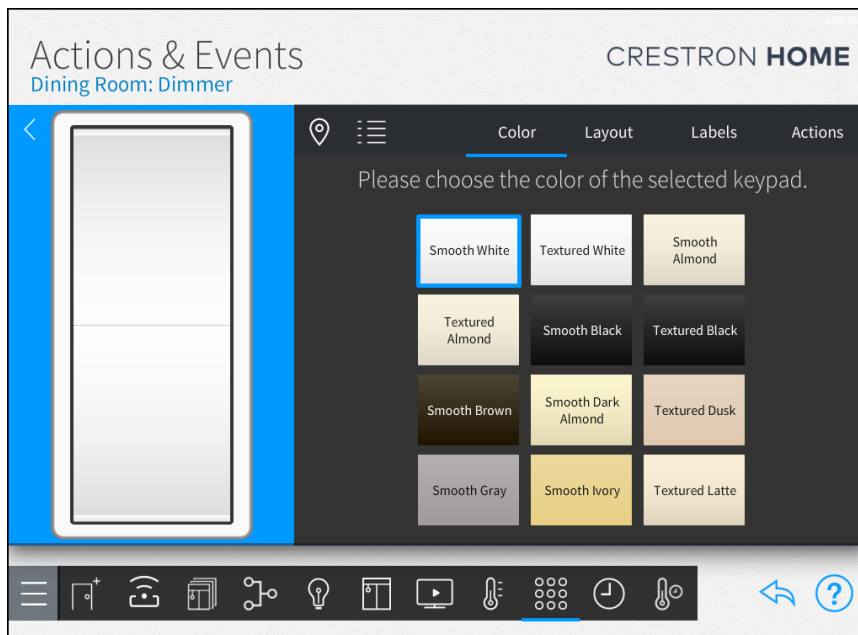 Actions & Events
CRESTRON HOME
Dining Room: Dimmer
Color Layout Labels Actions
Please choose the color of the selected keypad.
Smooth White
Textured White
Smooth
Almond
Textured
Almond
Smooth Black
Textured Black
Smooth Brown
Smooth Dark
Almond
Textured Dusk
Smooth Gray
Smooth Ivory
Textured Latte
?